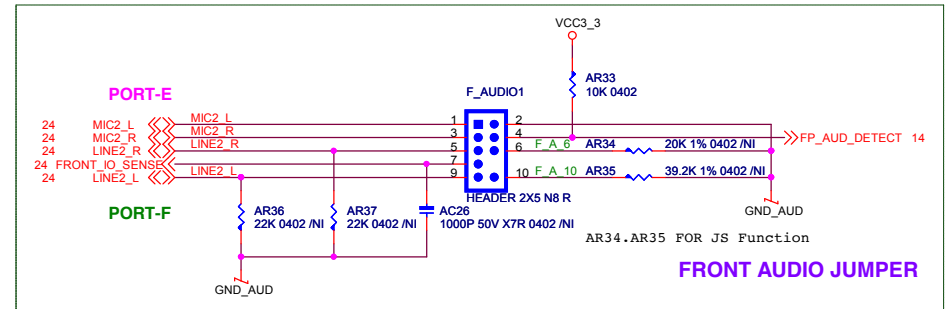 VCC3_3
AR33
10K 0402
PORT-E
F_AUDIO1
24 MIC2_L MIC2_L 1 2
24 MIC2_R MIC2_R 3 4 FP_AUD_DETECT 14
24 LINE2_R LINE2_R 5 6 F_A_6 AR34 20K 1% 0402 /NI
24 FRONT_IO_SENSE 7
24 LINE2_L LINE2_L 9 10 F_A_10 AR35 39.2K 1% 0402 /NI
HEADER 2X5 N8 R
PORT-F
AR36
22K 0402 /NI
AR37
22K 0402 /NI
AC26
1000P 50V X7R 0402 /NI
GND_AUD
AR34.AR35 FOR JS Function
FRONT AUDIO JUMPER
GND_AUD